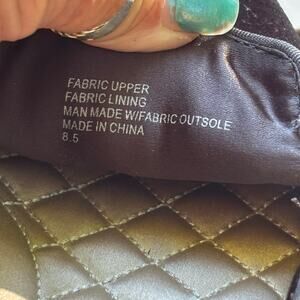 FABRIC UPPER
FABRIC LINING
MAN MADE W/FABRIC OUTSOLE
MADE IN CHINA
8.5